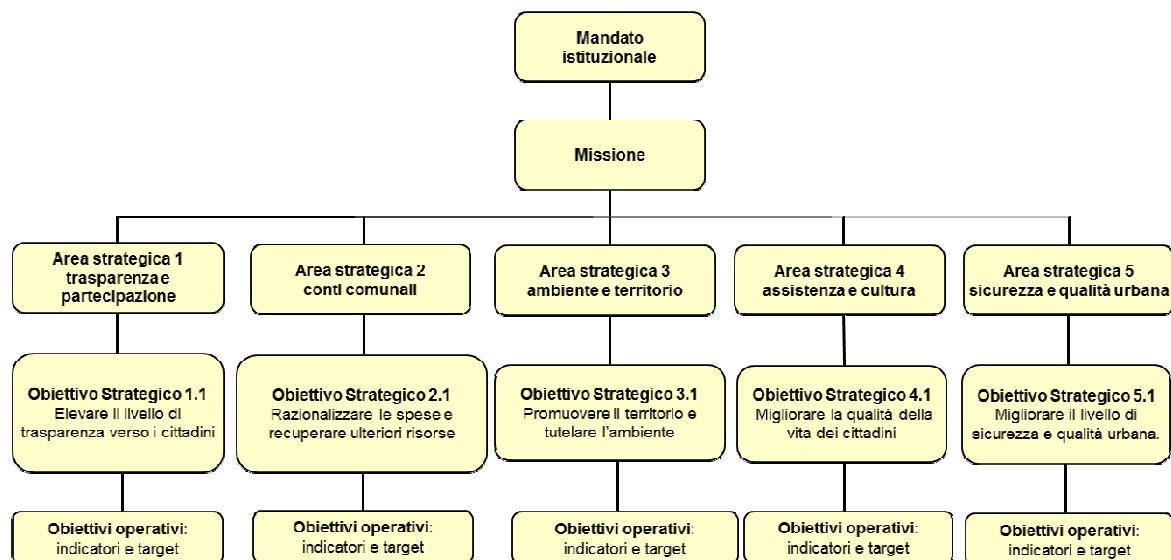 Mandato
istituzionale
Missione
Area strategica 1
trasparenza e
partecipazione
Area strategica 2
conti comunali
Area strategica 3
ambiente e territorio
Area strategica 4
assistenza e cultura
Area strategica 5
sicurezza e qualità urbana
Obiettivo Strategico 1.1
Elevare il livello di
trasparenza verso i cittadini
Obiettivo Strategico 2.1
Razionalizzare le spese e
recuperare ulteriori risorse
Obiettivo Strategico 3.1
Promuovere il territorio e
tutelare l'ambiente
Obiettivo Strategico 4.1
Migliorare la qualità della
vita dei cittadini
Obiettivo Strategico 5.1
Migliorare il livello di
sicurezza e qualità urbana.
Obiettivi operativi:
indicatori e target
Obiettivi operativi:
indicatori e target
Obiettivi operativi:
indicatori e target
Obiettivi operativi:
indicatori e target
Obiettivi operativi:
indicatori e target